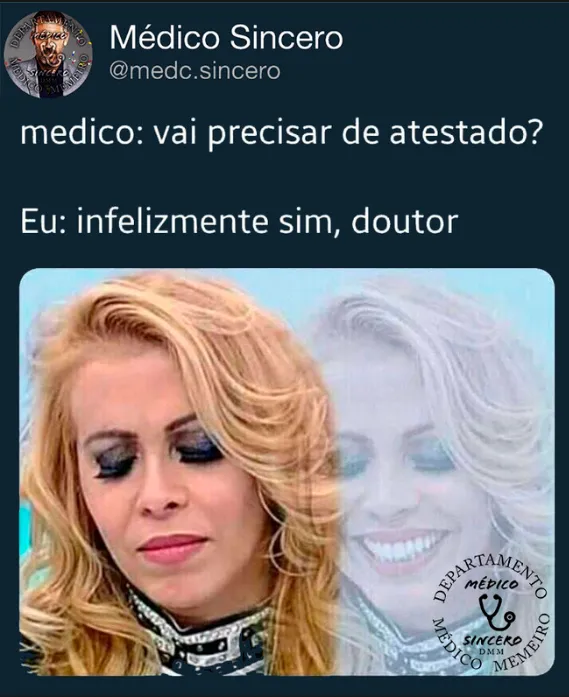 Médico Sincero
@medc.sincero
medico: vai precisar de atestado?
Eu: infelizmente sim, doutor
DEPARTAMENTO
MÉDICO
SINCERO
DMM
MÉDICO MEMEIRO